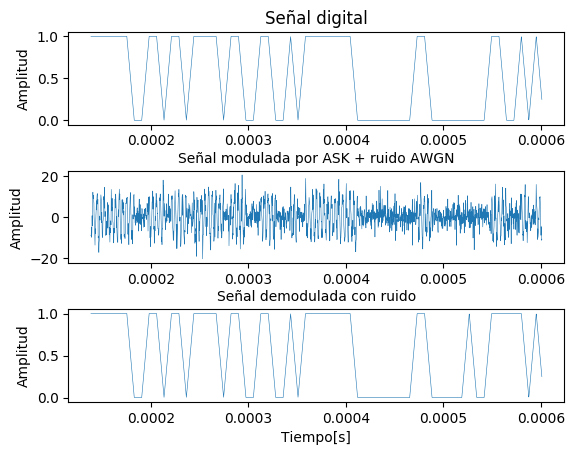 Señal digital
1.0
0.5
0.0
Amplitud
0.0002 0.0003 0.0004 0.0005 0.0006
Señal modulada por ASK + ruido AWGN
20
0
−20
Amplitud
0.0002 0.0003 0.0004 0.0005 0.0006
Señal demodulada con ruido
1.0
0.5
0.0
Amplitud
0.0002 0.0003 0.0004 0.0005 0.0006
Tiempo[s]